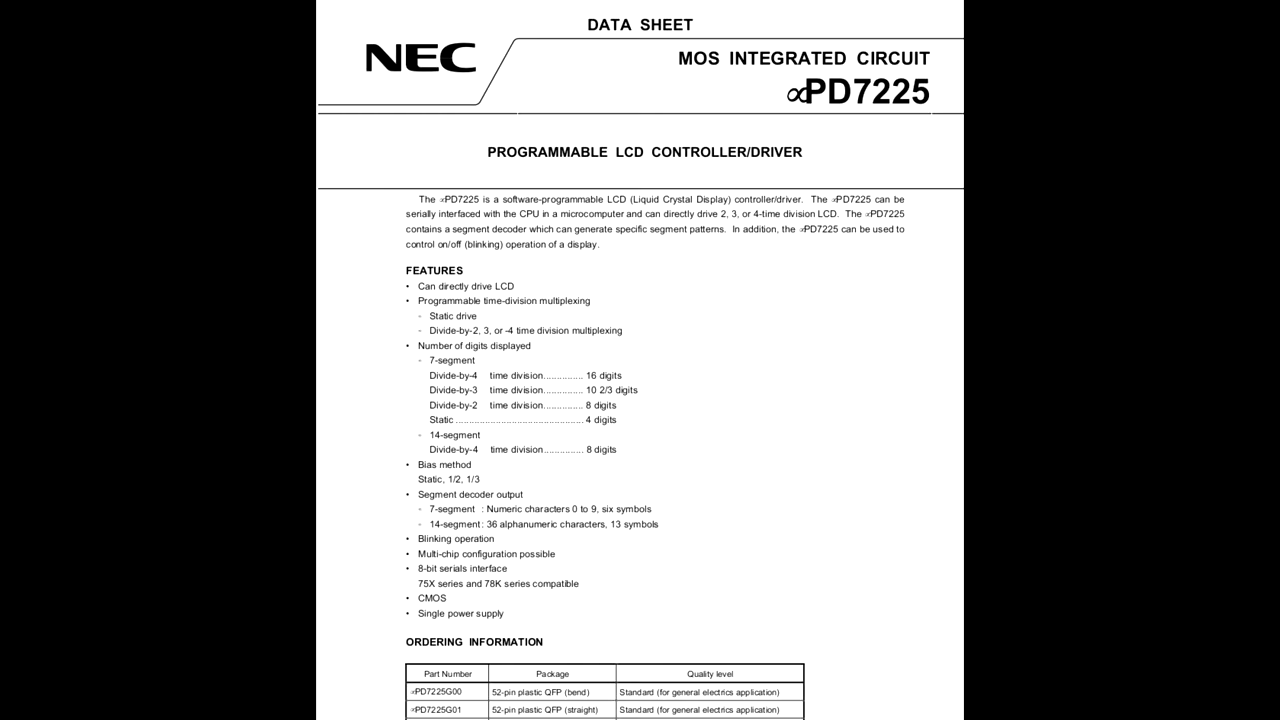 DATA SHEET
NEC
MOS INTEGRATED CIRCUIT
∝PD7225
PROGRAMMABLE LCD CONTROLLER/DRIVER
The ∝PD7225 is a software-programmable LCD (Liquid Crystal Display) controller/driver. The ∝PD7225 can be
serially interfaced with the CPU in a microcomputer and can directly drive 2, 3, or 4-time division LCD. The ∝PD7225
contains a segment decoder which can generate specific segment patterns. In addition, the ∝PD7225 can be used to
control on/off (blinking) operation of a display.
FEATURES
• Can directly drive LCD
• Programmable time-division multiplexing
◦ Static drive
- Divide-by-2, 3, or -4 time division multiplexing
• Number of digits displayed
◦ 7-segment
Divide-by-4 time division............... 16 digits
Divide-by-3 time division............... 10 2/3 digits
Divide-by-2 time division............... 8 digits
Static ................................................ 4 digits
◦ 14-segment
Divide-by-4 time division............... 8 digits
• Bias method
Static, 1/2, 1/3
• Segment decoder output
◦ 7-segment : Numeric characters 0 to 9, six symbols
◦ 14-segment : 36 alphanumeric characters, 13 symbols
• Blinking operation
• Multi-chip configuration possible
• 8-bit serials interface
75X series and 78K series compatible
• CMOS
• Single power supply
ORDERING INFORMATION
Part Number Package Quality level
∝PD7225G00 52-pin plastic QFP (bend) Standard (for general electrics application)
∝PD7225G01 52-pin plastic QFP (straight) Standard (for general electrics application)